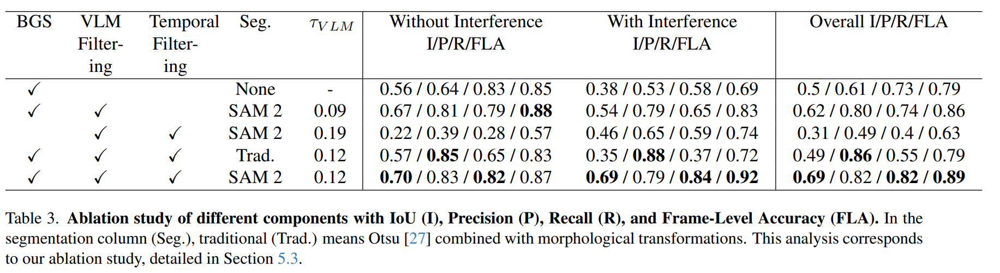 BGS VLM Temporal Seg. τVLM Without Interference With Interference Overall I/P/R/FLA
Filter- Filter- I/P/R/FLA I/P/R/FLA
ing ing
✓ None - 0.56 / 0.64 / 0.83 / 0.85 0.38 / 0.53 / 0.58 / 0.69 0.5 / 0.61 / 0.73 / 0.79
✓ ✓ SAM 2 0.09 0.67 / 0.81 / 0.79 / 0.88 0.54 / 0.79 / 0.65 / 0.83 0.62 / 0.80 / 0.74 / 0.86
✓ ✓ SAM 2 0.19 0.22 / 0.39 / 0.28 / 0.57 0.46 / 0.65 / 0.59 / 0.74 0.31 / 0.49 / 0.4 / 0.63
✓ ✓ ✓ Trad. 0.12 0.57 / 0.85 / 0.65 / 0.83 0.35 / 0.88 / 0.37 / 0.72 0.49 / 0.86 / 0.55 / 0.79
✓ ✓ ✓ SAM 2 0.12 0.70 / 0.83 / 0.82 / 0.87 0.69 / 0.79 / 0.84 / 0.92 0.69 / 0.82 / 0.82 / 0.89
Table 3. Ablation study of different components with IoU (I), Precision (P), Recall (R), and Frame-Level Accuracy (FLA). In the
segmentation column (Seg.), traditional (Trad.) means Otsu [27] combined with morphological transformations. This analysis corresponds
to our ablation study, detailed in Section 5.3.